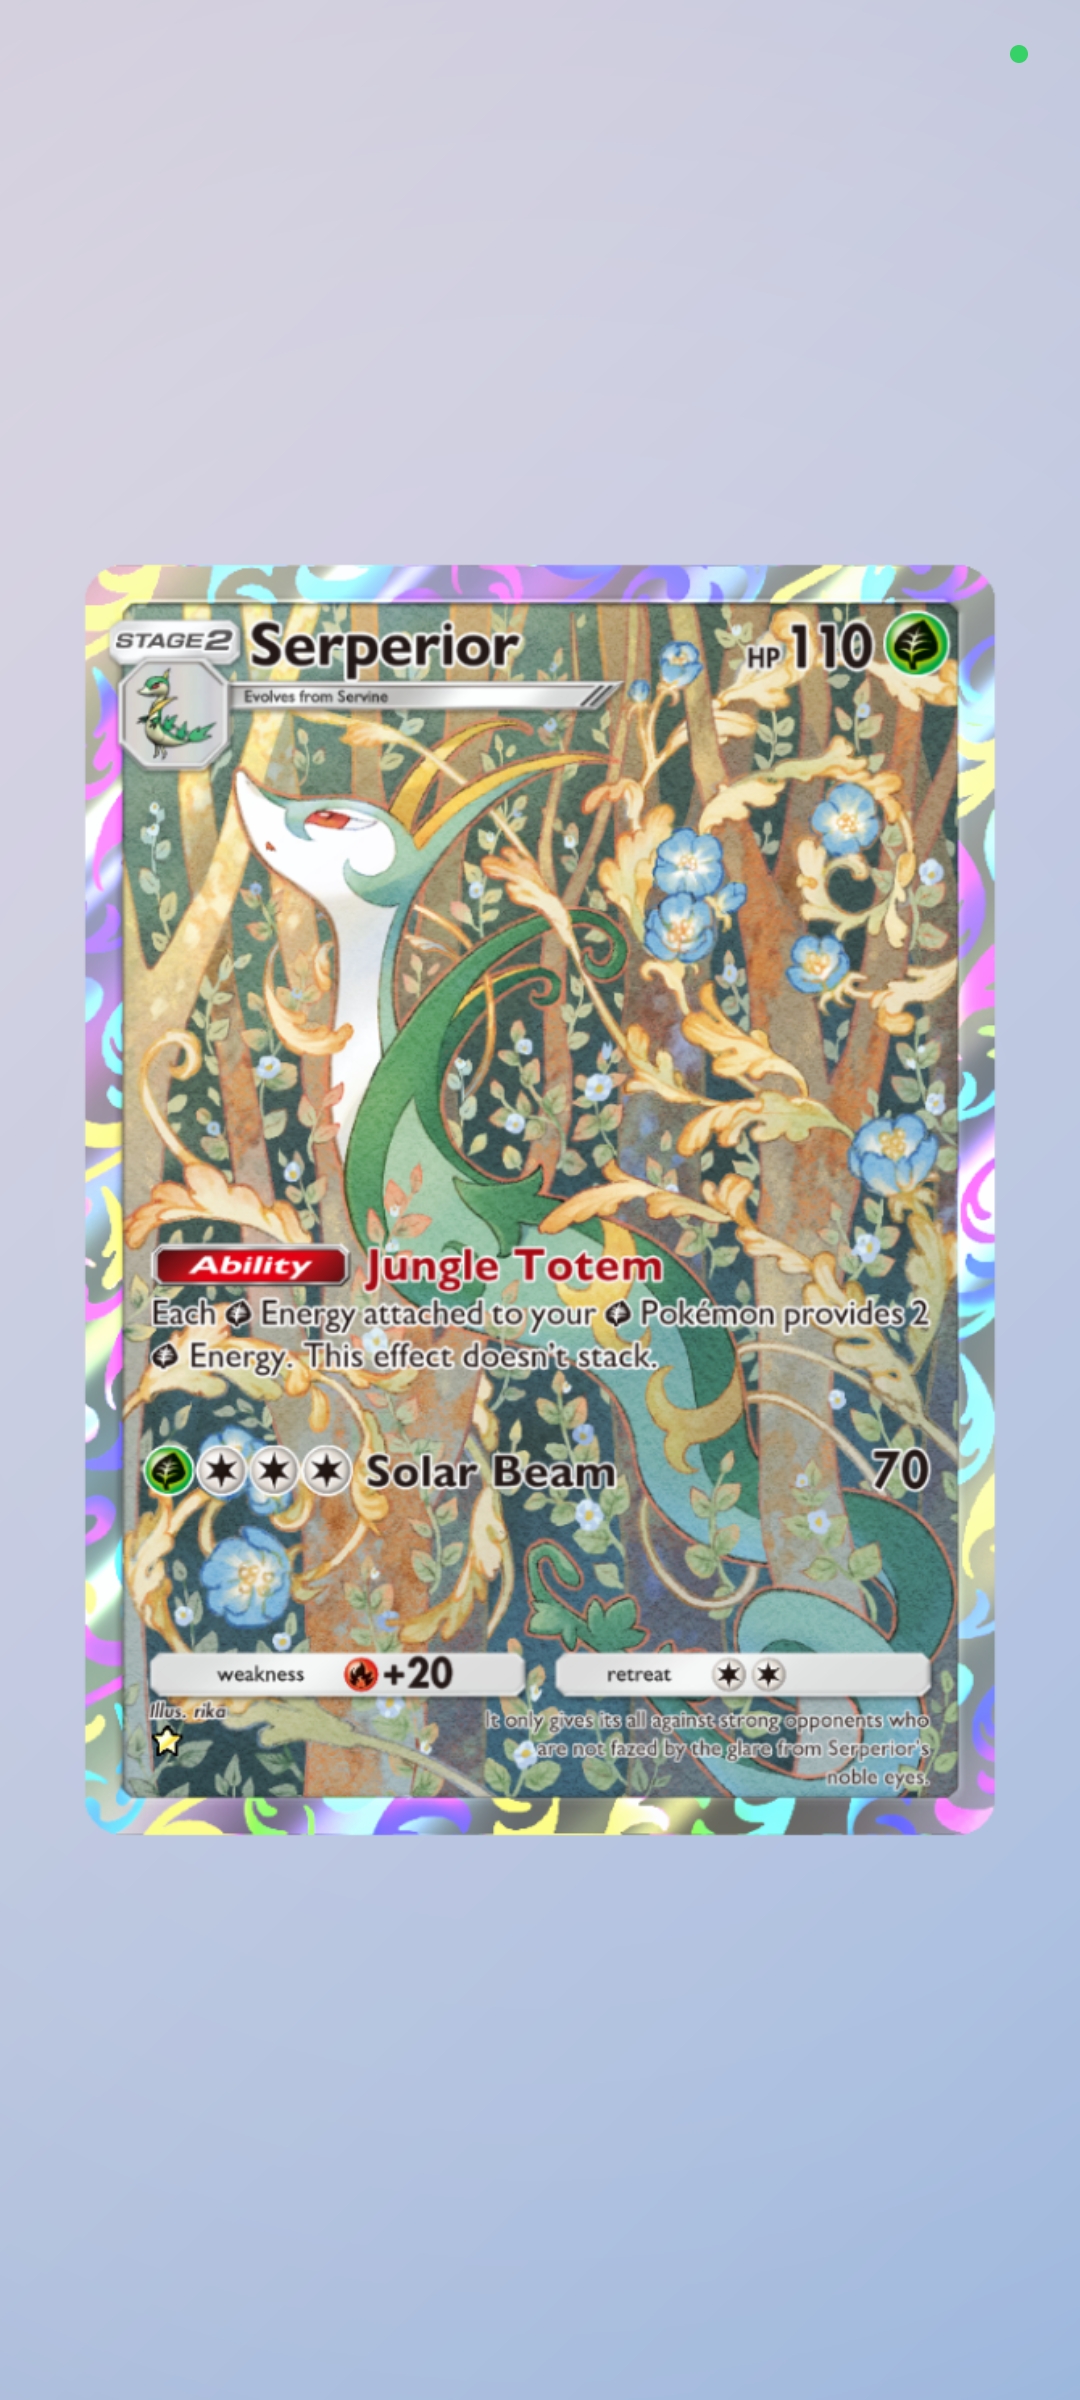 STAGE2 Serperior HP 110
Evolves from Servine
Ability Jungle Totem
Each Energy attached to your Pokémon provides 2
Energy. This effect doesn't stack.
Solar Beam 70
weakness +20 retreat
Illus. rika
It only gives its all against strong opponents who
are not fazed by the glare from Serperior's
noble eyes.